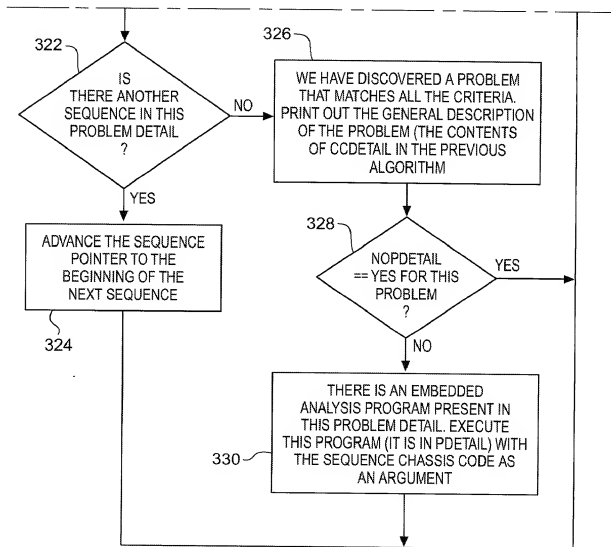 322
IS
THERE ANOTHER
SEQUENCE IN THIS
PROBLEM DETAIL
?
NO
YES
ADVANCE THE SEQUENCE
POINTER TO THE
BEGINNING OF THE
NEXT SEQUENCE
324
326
WE HAVE DISCOVERED A PROBLEM
THAT MATCHES ALL THE CRITERIA.
PRINT OUT THE GENERAL DESCRIPTION
OF THE PROBLEM (THE CONTENTS
OF CCDETAIL IN THE PREVIOUS
ALGORITHM
328
NOPDETAIL
== YES FOR THIS
PROBLEM
?
YES
NO
THERE IS AN EMBEDDED
ANALYSIS PROGRAM PRESENT IN
THIS PROBLEM DETAIL. EXECUTE
THIS PROGRAM (IT IS IN PDETAIL) WITH
THE SEQUENCE CHASSIS CODE AS
AN ARGUMENT
330